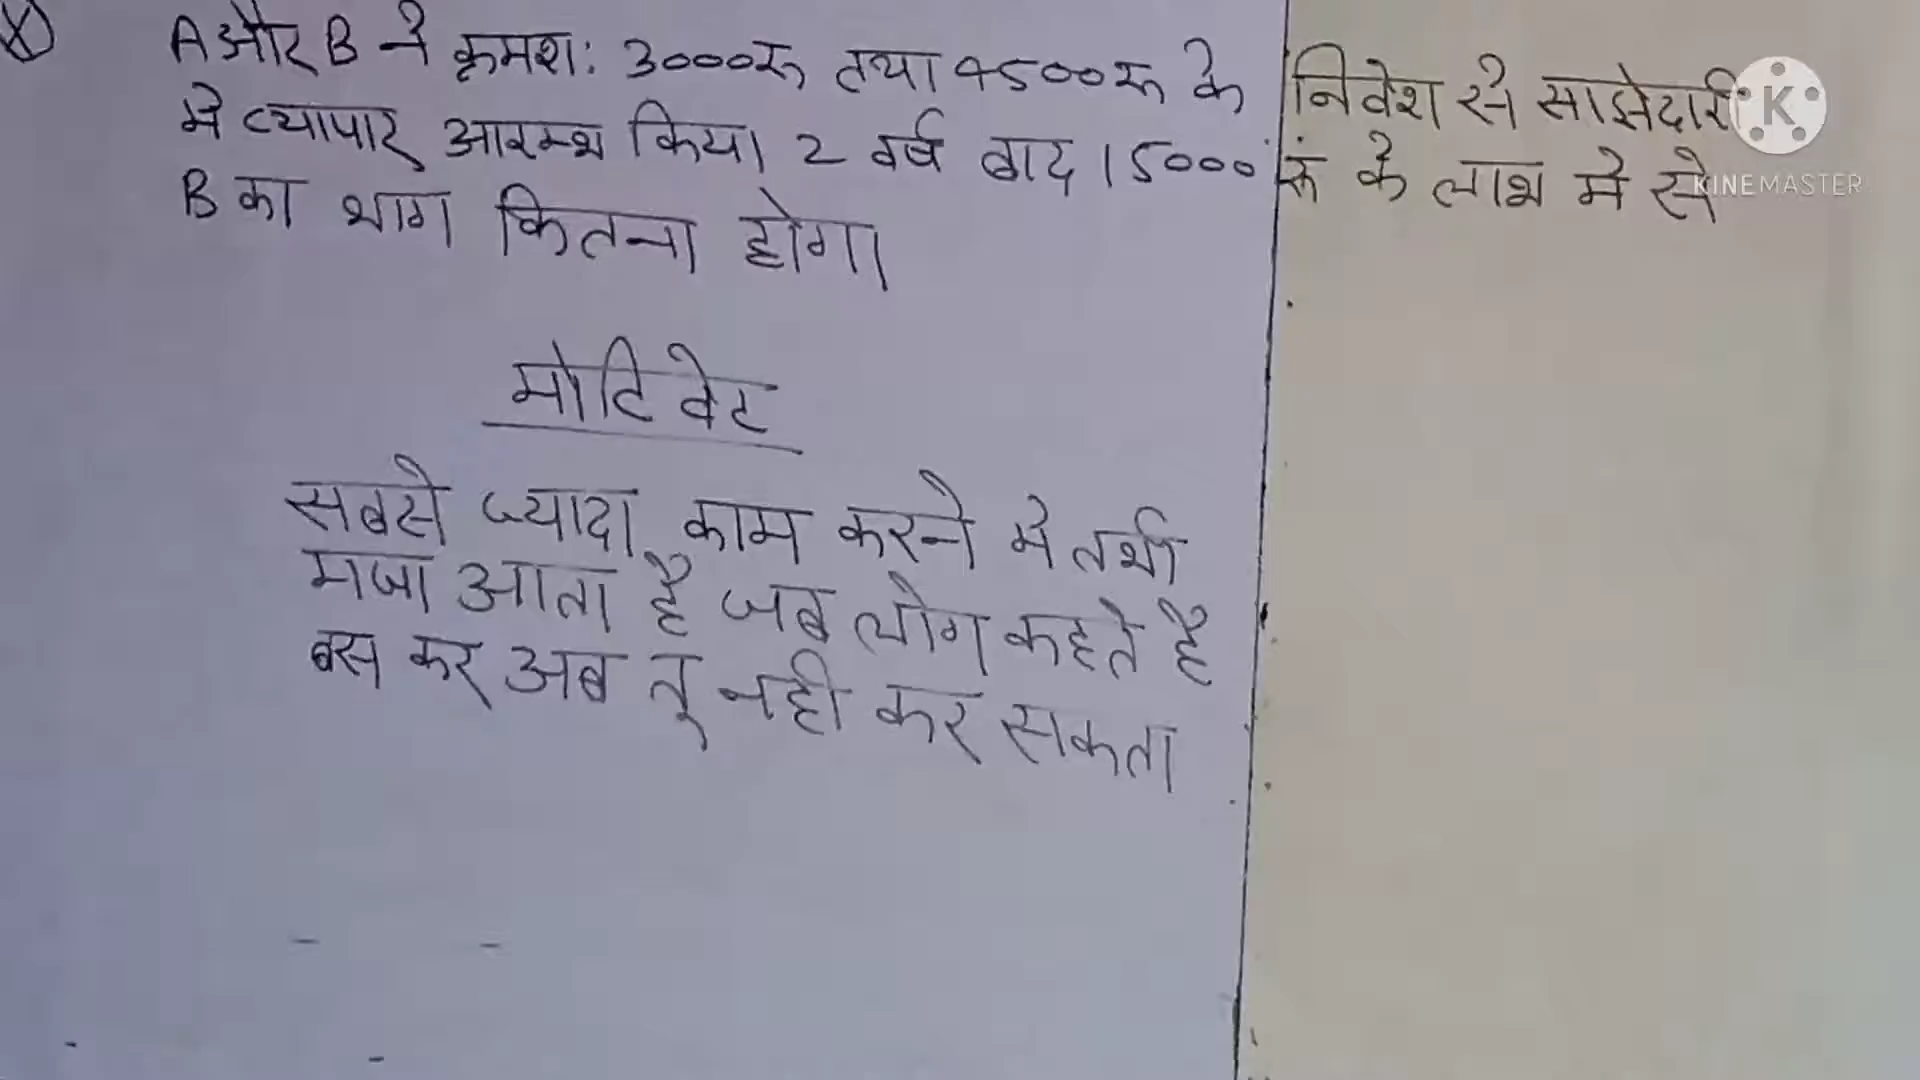 A और B ने क्रमश: 3000रू तथा 4500रू के निवेश से साझेदारी
मे व्यापार आरम्भ किया। 2 वर्ष बाद 15000 रूं के लाभ मे से
B का भाग कितना होगा
मोटिवेट
सबसे ज्यादा काम करने मे तभी
मजा आता है जब लोग कहते है
बस कर अब तू नही कर सकता
K
KINEMASTER